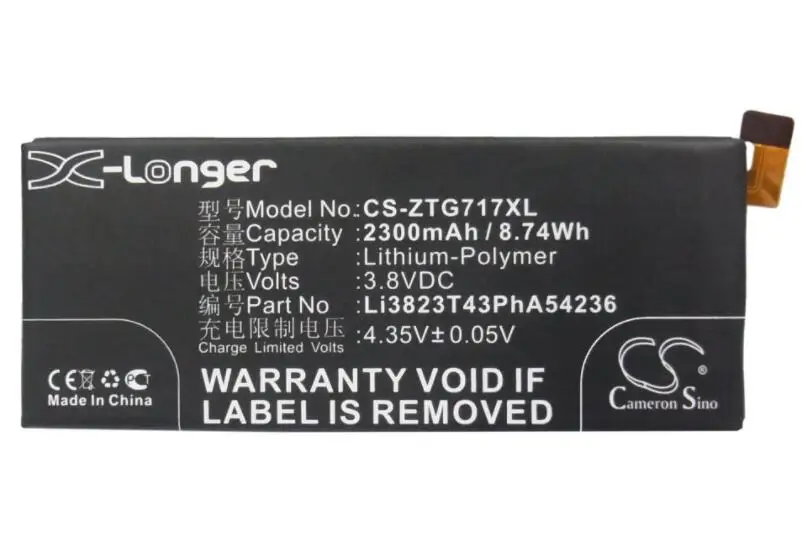 X-Longer
型号Model No.:CS-ZTG717XL
容量Capacity :2300mAh / 8.74Wh
规格Type :Lithium-Polymer
电压Volts :3.8VDC
编号Part No :Li3823T43PhA54236
充电限制电压
Charge Limited Volts :4.35V±0.05V
CE PCT
Made In China
WARRANTY VOID IF
LABEL IS REMOVED
CS
Cameron Sino